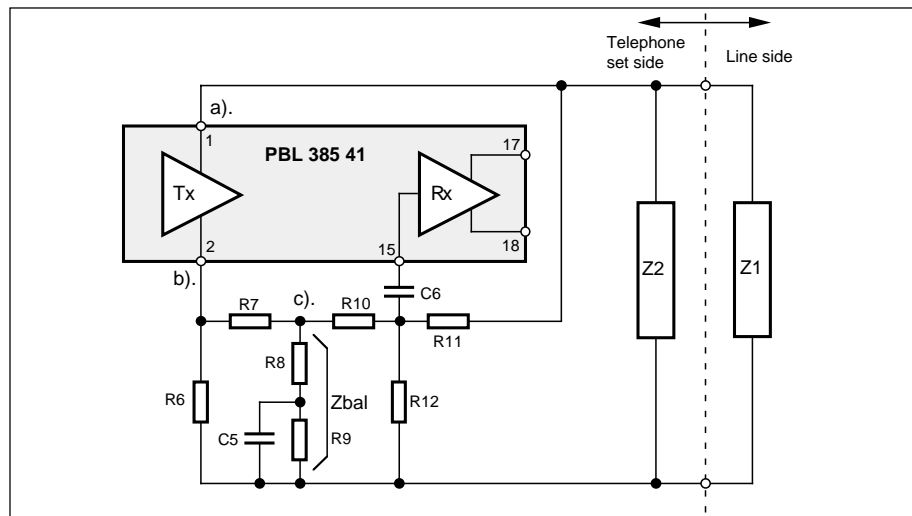 Telephone
set side
Line side
a).
1
PBL 385 41
17
Tx
Rx
18
2
15
b).
R7
c).
R10
C6
R11
Z2
Z1
R8
R6
Zbal
R12
C5
R9